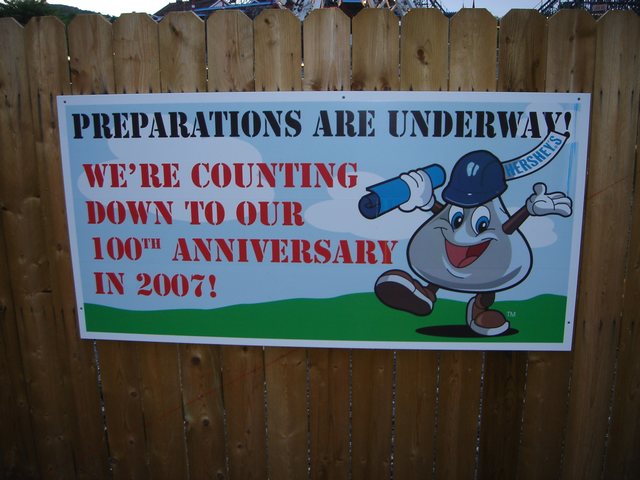 PREPARATIONS ARE UNDERWAY!
WE'RE COUNTING
DOWN TO OUR
100TH ANNIVERSARY
IN 2007!
HERSHEY'S
TM